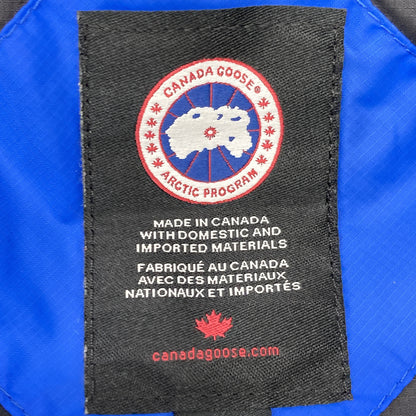 CANADA GOOSE®
ARCTIC PROGRAM
MADE IN CANADA
WITH DOMESTIC AND
IMPORTED MATERIALS
FABRIQUÉ AU CANADA
AVEC DES MATERIAUX
NATIONAUX ET IMPORTÉS
canadagoose.com